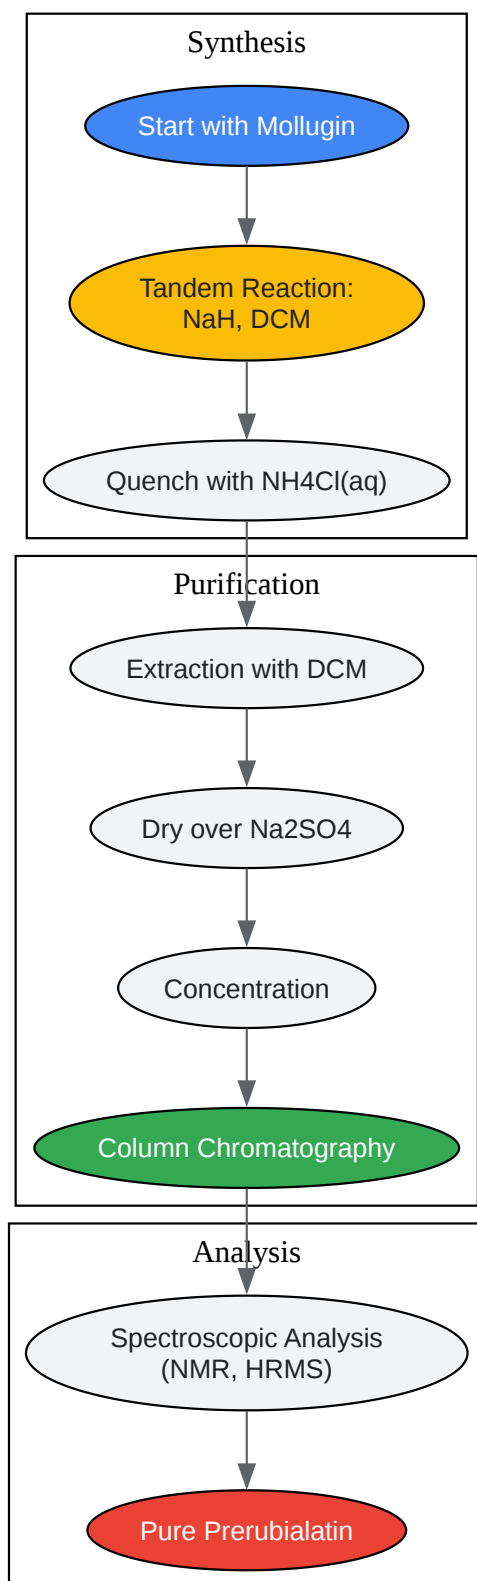 Synthesis
Start with Mollugin
Tandem Reaction:
NaH, DCM
Quench with NH4Cl(aq)
Purification
Extraction with DCM
Dry over Na2SO4
Concentration
Column Chromatography
Analysis
Spectroscopic Analysis
(NMR, HRMS)
Pure Prerubialatin